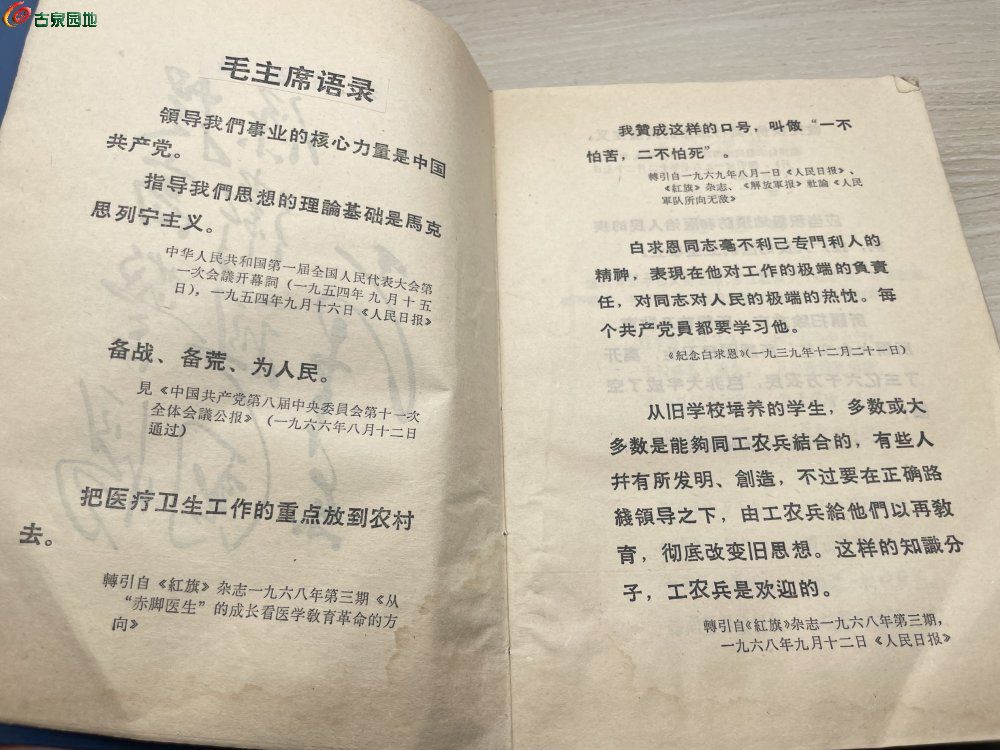 古泉园地
毛主席语录
領导我們事业的核心力量是中国
共产党。
指导我們思想的理論基础是馬克
思列宁主义。
中华人民共和国第一届全国人民代表大会第
一次会議开幕詞（一九五四年九月十五
日），一九五四年九月十六日《人民日报》
备战、备荒、为人民。
見《中国共产党第八届中央委員会第十一次
全体会議公报》（一九六六年八月十二日
通过）
把医疗卫生工作的重点放到农村
去。
轉引自《紅旗》杂志一九六八年第三期《从
“赤脚医生”的成长看医学敎育革命的方
向》
我贊成这样的口号，叫做“一不
怕苦，二不怕死”。
轉引自一九六九年八月一日《人民日报》、
《紅旗》杂志、《解放軍报》社論《人民
軍队所向无敌》
白求恩同志毫不利己专門利人的
精神，表現在他对工作的极端的負責
任，对同志对人民的极端的热忱。每
个共产党員都要学习他。
《紀念白求恩》（一九三九年十二月二十一日）
从旧学校培养的学生，多数或大
多数是能夠同工农兵結合的，有些人
幷有所发明、創造，不过要在正确路
綫領导之下，由工农兵給他們以再敎
育，彻底改变旧思想。这样的知識分
子，工农兵是欢迎的。
轉引自《紅旗》杂志一九六八年第三期，
一九六八年九月十二日《人民日报》